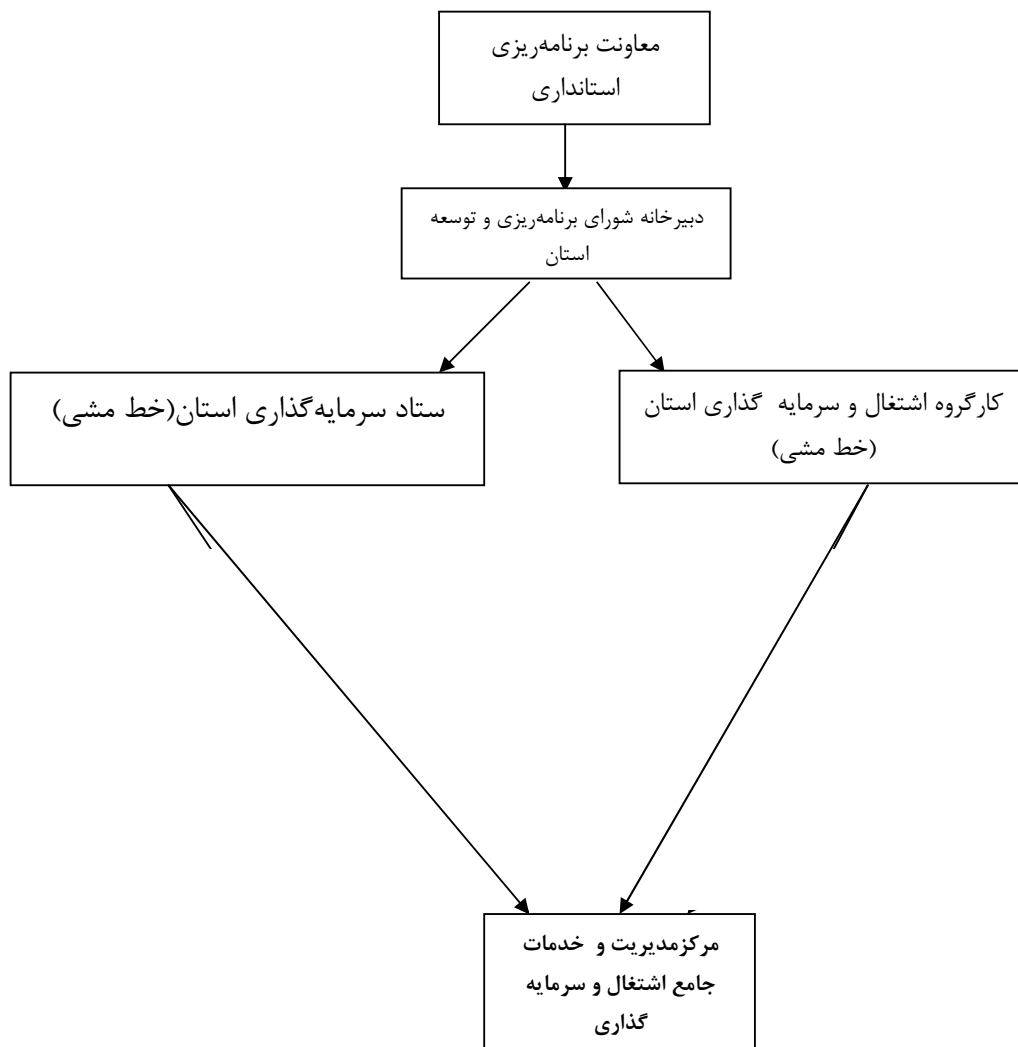 معاونت برنامه‌ریزی
استانداری
دبیرخانه شورای برنامه‌ریزی و توسعه
استان
کارگروه اشتغال و سرمایه گذاری استان
(خط مشی)
ستاد سرمایه‌گذاری استان(خط مشی)
مرکزمدیریت و خدمات
جامع اشتغال و سرمایه
گذاری